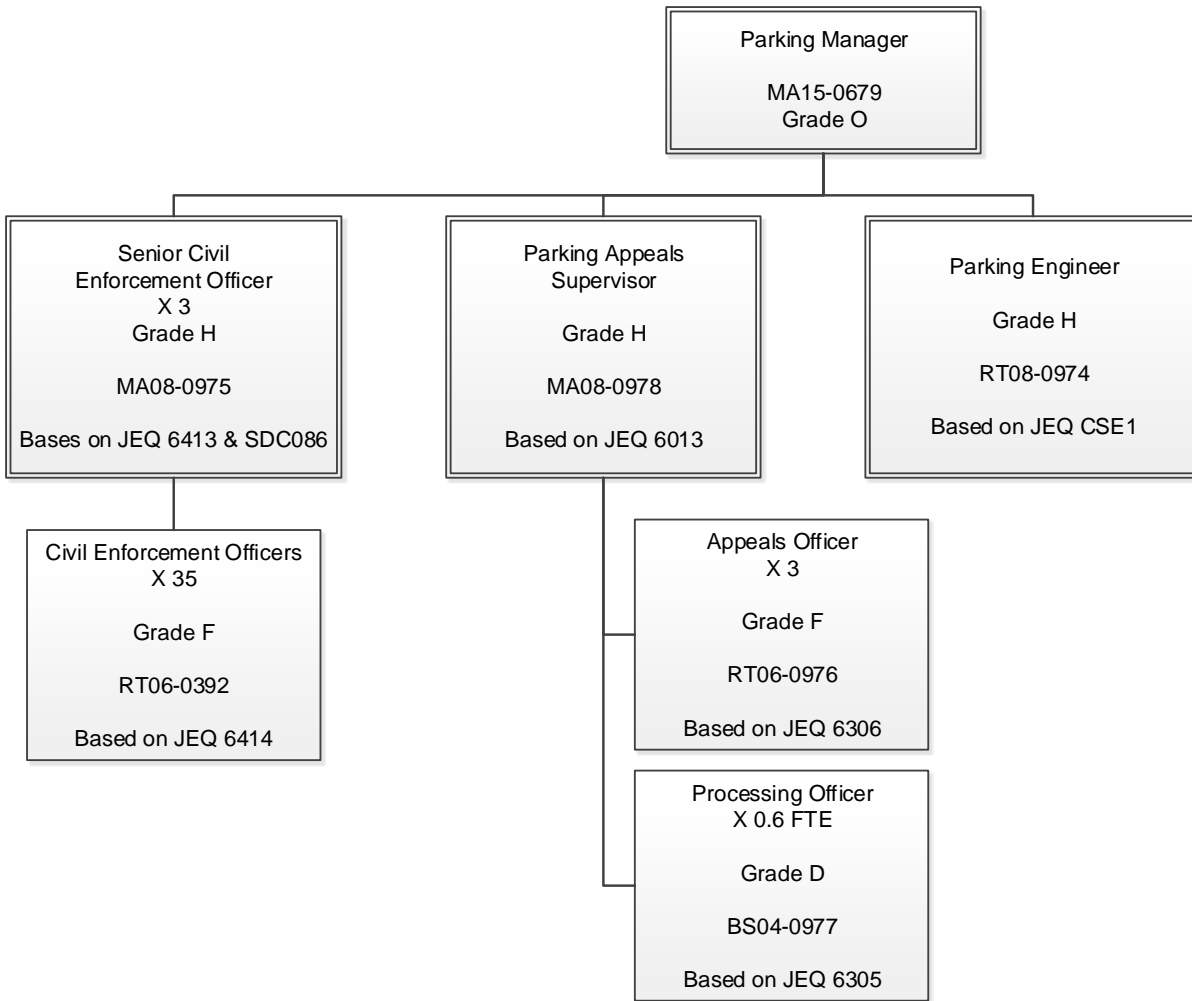 Parking Manager
MA15-0679
Grade O
Senior Civil
Enforcement Officer
X 3
Grade H
MA08-0975
Bases on JEQ 6413 & SDC086
Parking Appeals
Supervisor
Grade H
MA08-0978
Based on JEQ 6013
Parking Engineer
Grade H
RT08-0974
Based on JEQ CSE1
Civil Enforcement Officers
X 35
Grade F
RT06-0392
Based on JEQ 6414
Appeals Officer
X 3
Grade F
RT06-0976
Based on JEQ 6306
Processing Officer
X 0.6 FTE
Grade D
BS04-0977
Based on JEQ 6305